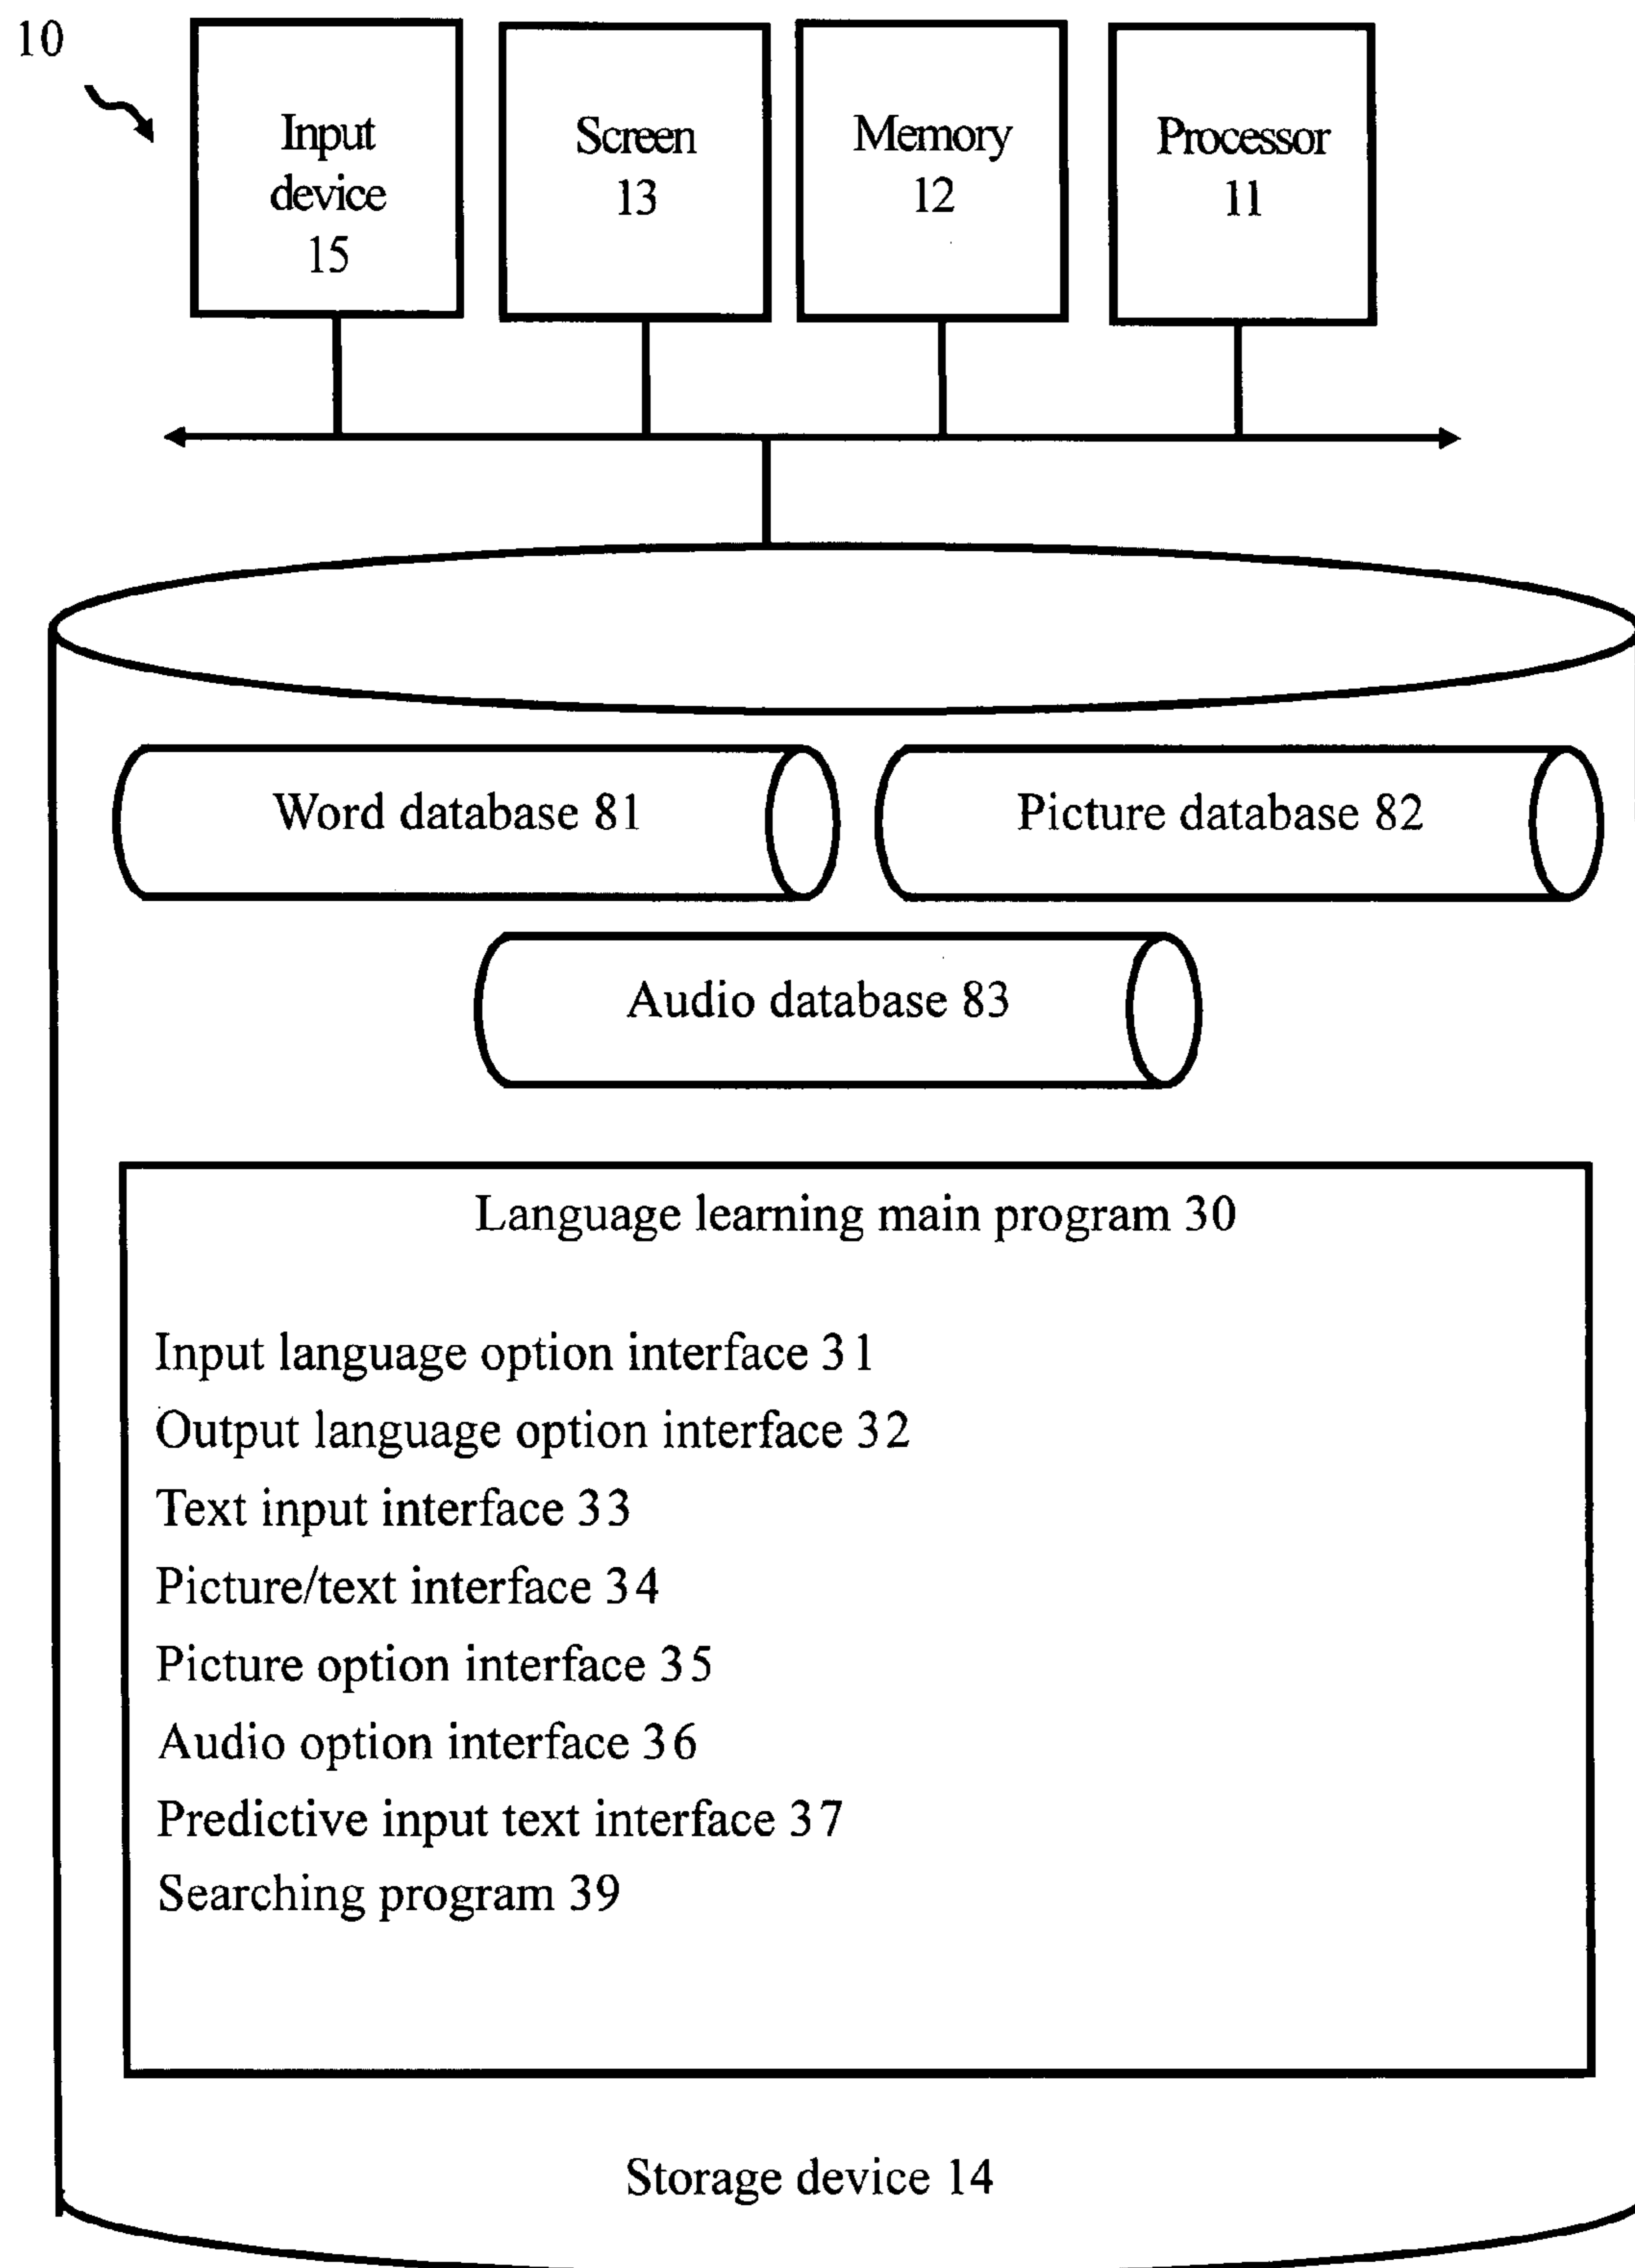 10
Input
device
15
Screen
13
Memory
12
Processor
11
Word database 81
Picture database 82
Audio database 83
Language learning main program 30
Input language option interface 31
Output language option interface 32
Text input interface 33
Picture/text interface 34
Picture option interface 35
Audio option interface 36
Predictive input text interface 37
Searching program 39
Storage device 14